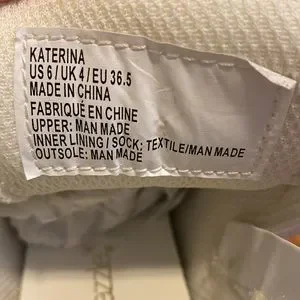 KATERINA
US 6 / UK 4 / EU 36.5
MADE IN CHINA
FABRIQUÉ EN CHINE
UPPER: MAN MADE
INNER LINING / SOCK: TEXTILE/MAN MADE
OUTSOLE: MAN MADE